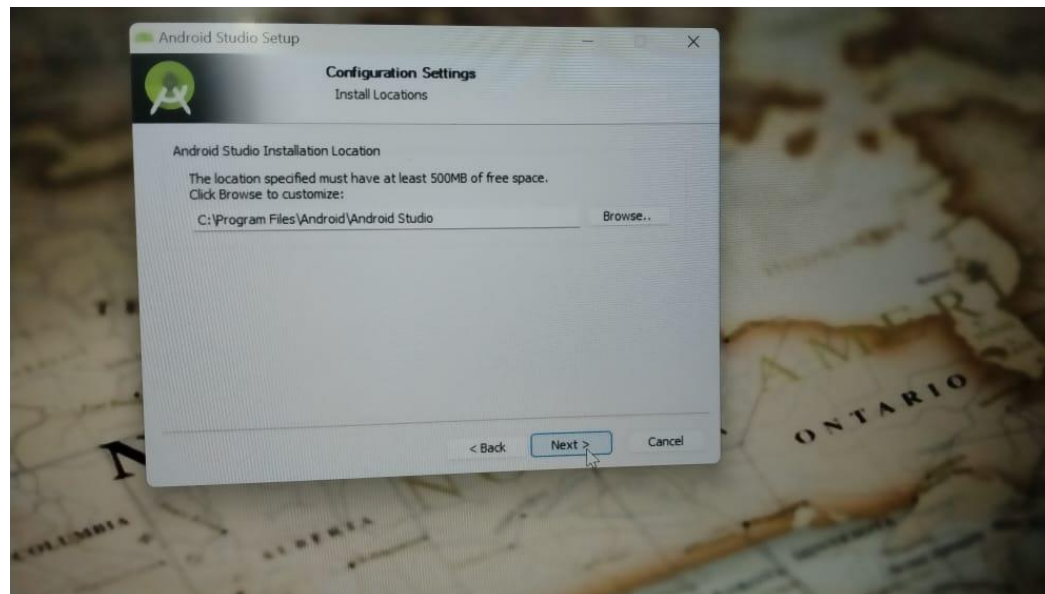 Android Studio Setup
Configuration Settings
Install Locations
Android Studio Installation Location
The location specified must have at least 500MB of free space.
Click Browse to customize:
C:\Program Files\Android\Android Studio
Browse..
< Back
Next >
Cancel
ONTARIO
ALBERTA